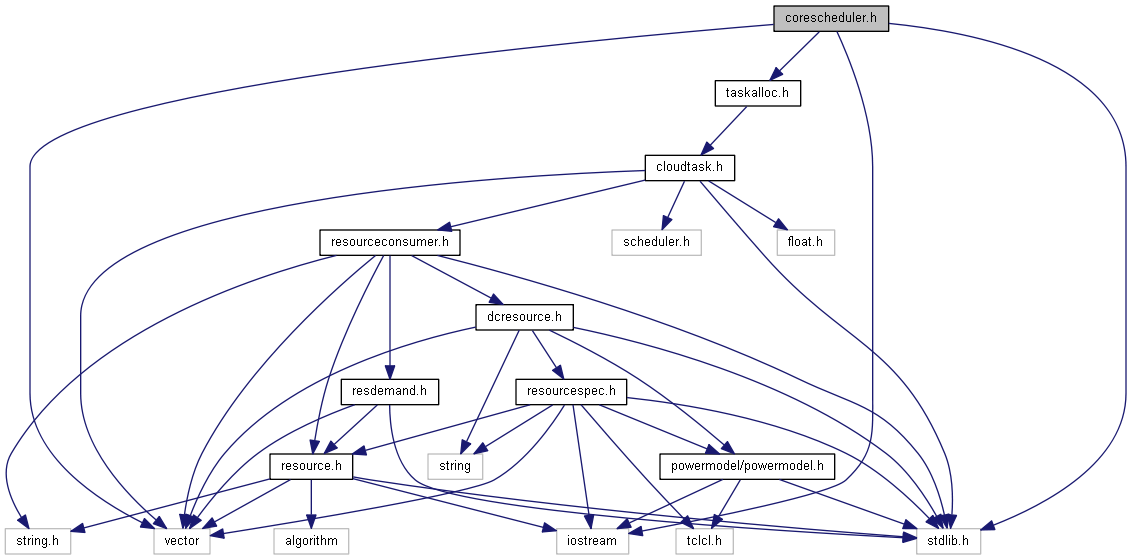 corescheduler.h
taskalloc.h
cloudtask.h
resourceconsumer.h
scheduler.h
float.h
dcresource.h
resdemand.h
resourcespec.h
resource.h
string
powermodel/powermodel.h
string.h
vector
algorithm
iostream
tclcl.h
stdlib.h